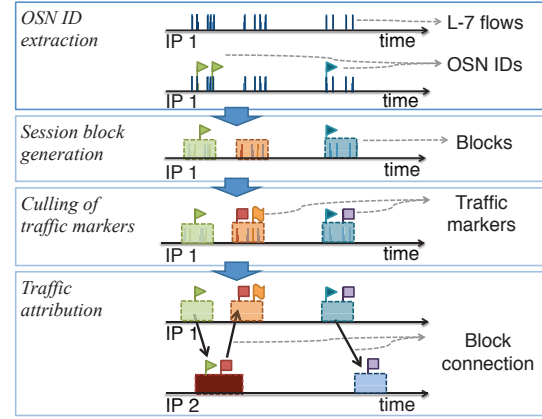 OSN ID
extraction
L-7 flows
IP 1
time
OSN IDs
IP 1
time
Session block
generation
Blocks
IP 1
time
Culling of
traffic markers
Traffic
markers
IP 1
time
Traffic
attribution
IP 1
time
Block
connection
IP 2
time